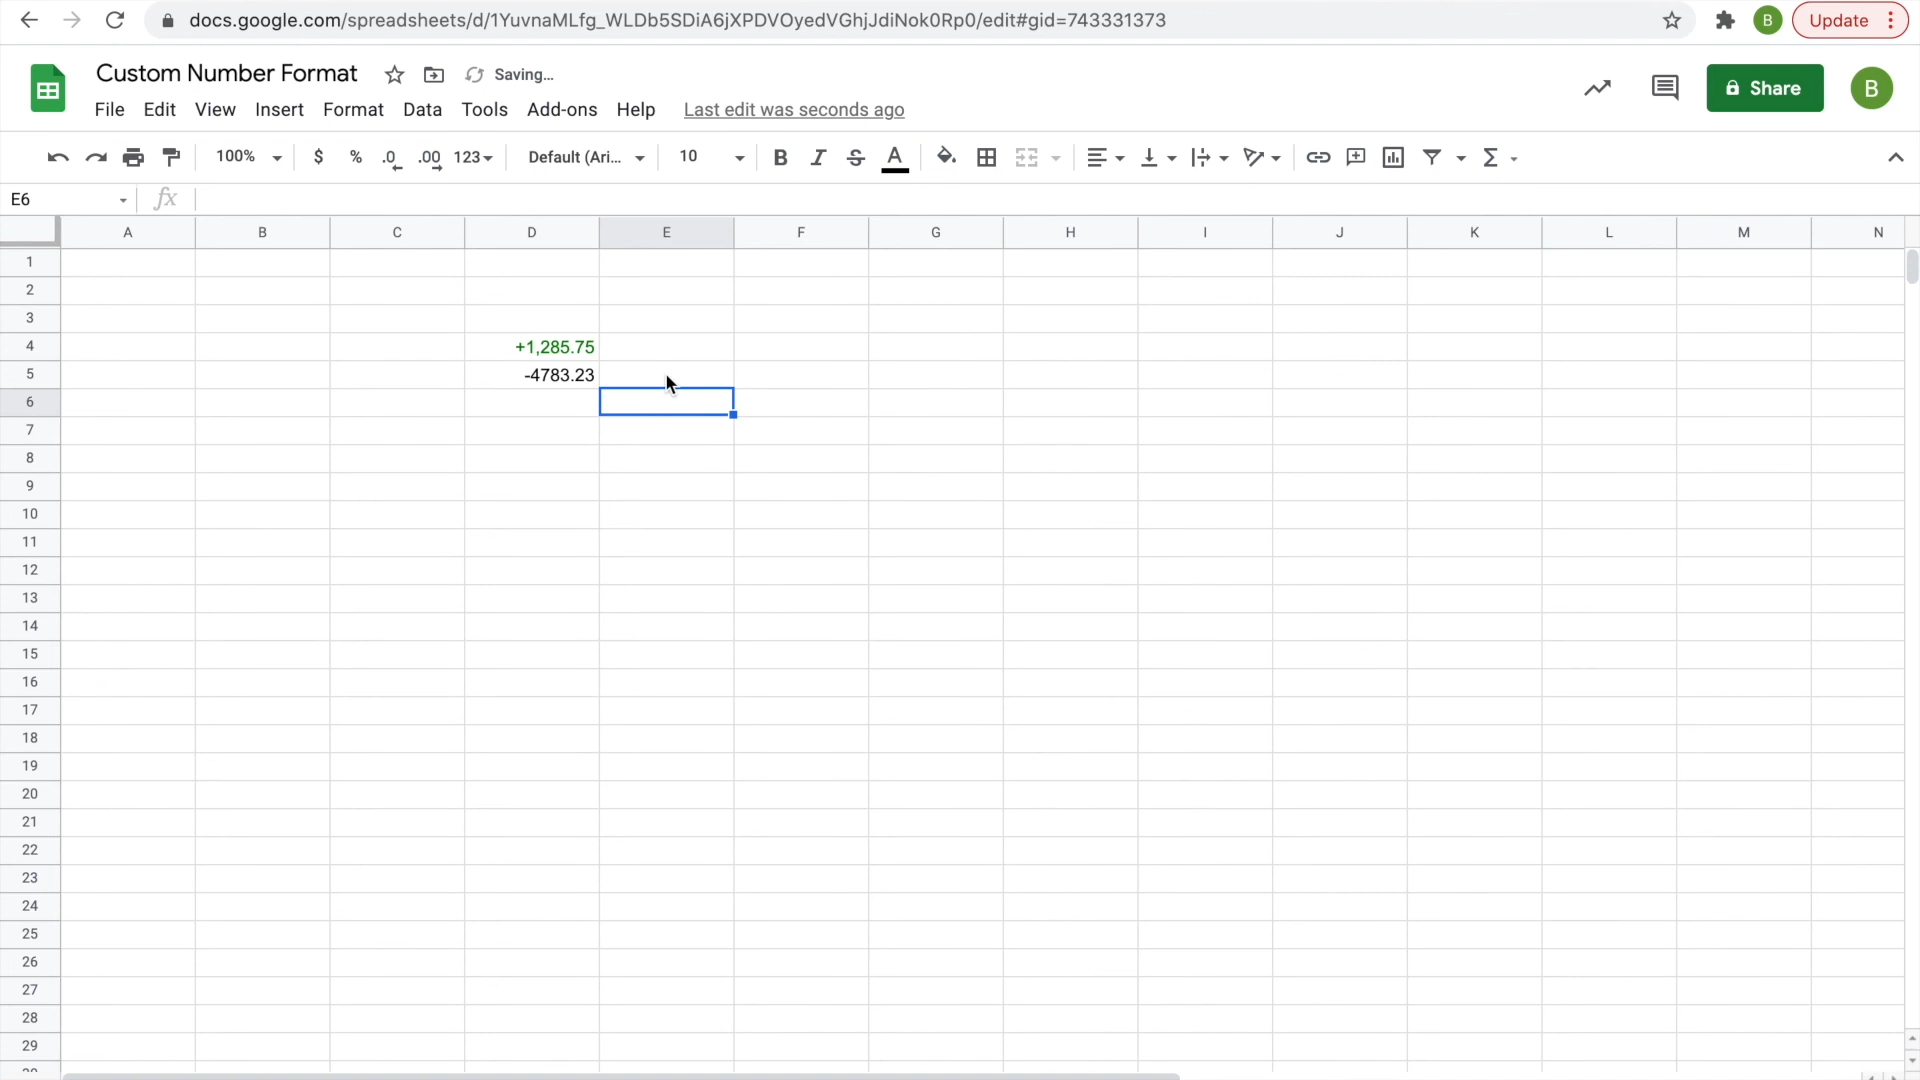 docs.google.com/spreadsheets/d/1YuvnaMLfg_WLDb5SDiA6jXPDVOyedVGhjJdiNok0Rp0/edit#gid=743331373
B
Update
Custom Number Format
Saving...
File Edit View Insert Format Data Tools Add-ons Help Last edit was seconds ago
Share
B
100% $ % .0 .00 123 Default (Ari... 10 B I S A Σ
E6
fx
A B C D E F G H I J K L M N
1
2
3
4 +1,285.75
5 -4783.23
6
7
8
9
10
11
12
13
14
15
16
17
18
19
20
21
22
23
24
25
26
27
28
29